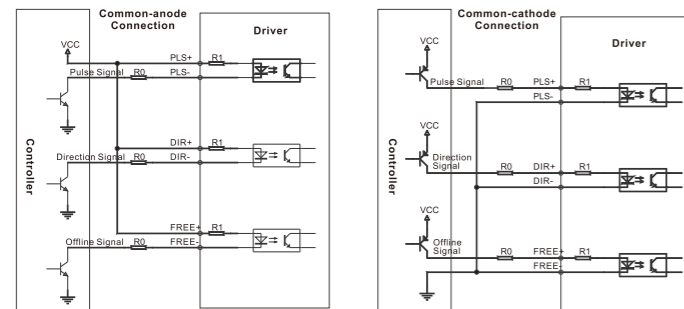 Common-anode
Connection
Driver
VCC
PLS+ R1
Pulse Signal R0 PLS-
DIR+ R1
Direction Signal R0 DIR-
FREE+ R1
Offline Signal R0 FREE-
Controller
Common-cathode
Connection
Driver
VCC
Pulse Signal R0 PLS+ R1
PLS-
VCC
Direction
Signal R0 DIR+ R1
DIR-
VCC
Offline
Signal R0 FREE+ R1
FREE-
Controller